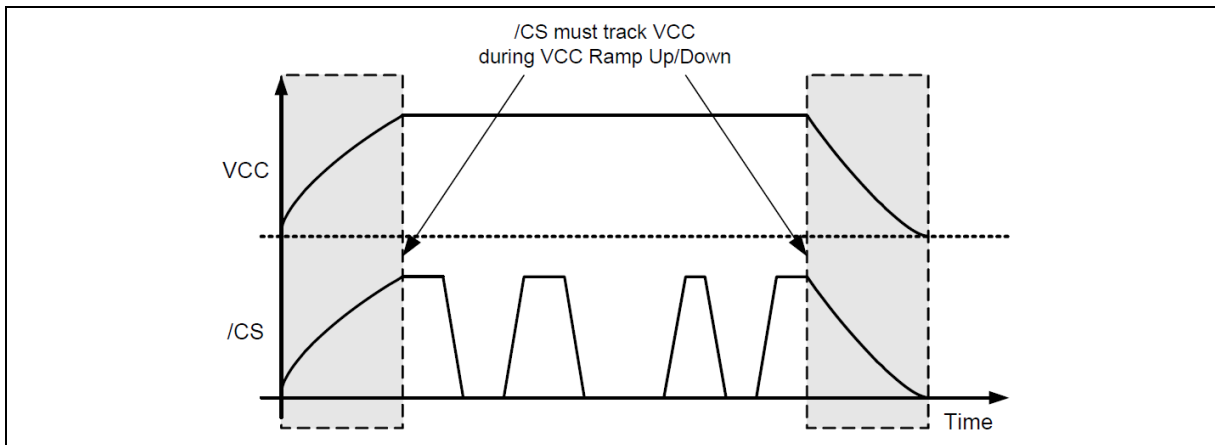 /CS must track VCC
during VCC Ramp Up/Down
VCC
/CS
Time